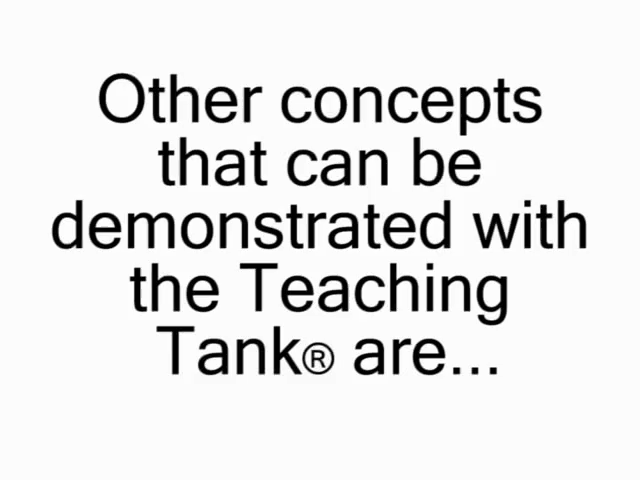 Other concepts
that can be
demonstrated with
the Teaching
Tank® are...